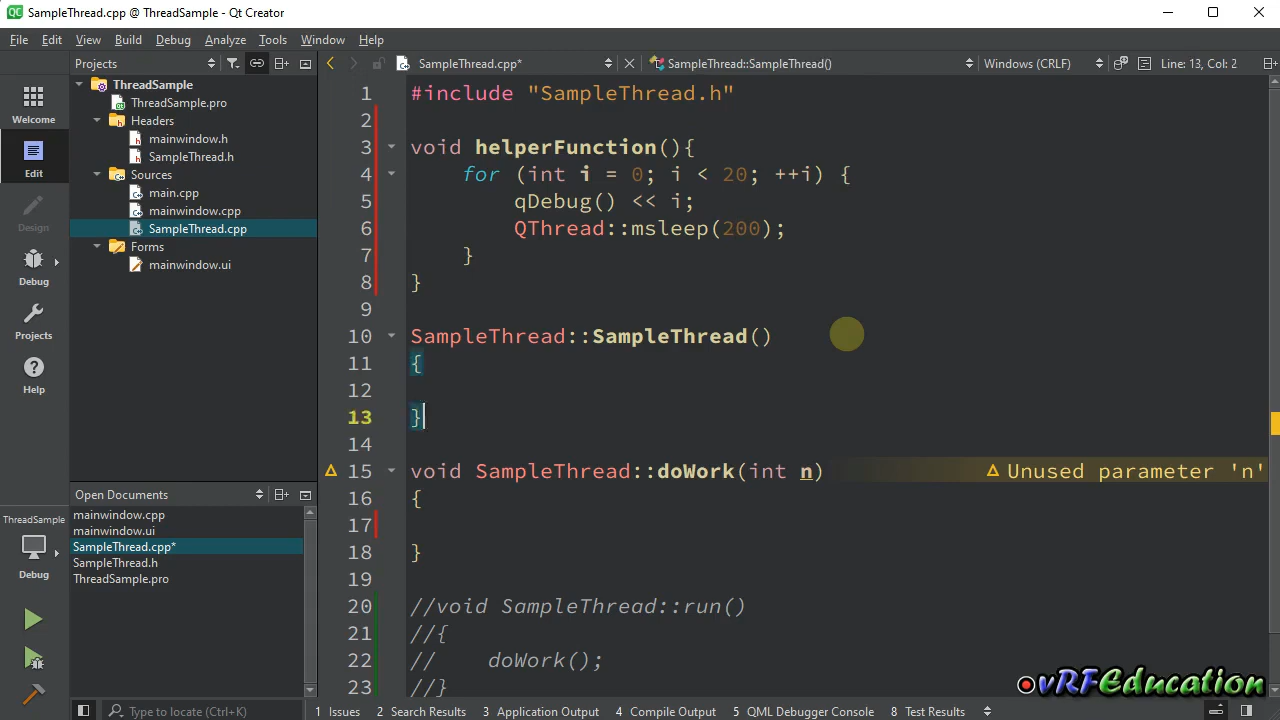 SampleThread.cpp @ ThreadSample - Qt Creator
File Edit View Build Debug Analyze Tools Window Help
Projects
SampleThread.cpp*
SampleThread::SampleThread()
Windows (CRLF)
Line: 13, Col: 2
Welcome
Edit
Design
Debug
Projects
Help
ThreadSample
Debug
ThreadSample
ThreadSample.pro
Headers
mainwindow.h
SampleThread.h
Sources
main.cpp
mainwindow.cpp
SampleThread.cpp
Forms
mainwindow.ui
Open Documents
mainwindow.cpp
mainwindow.ui
SampleThread.cpp*
SampleThread.h
ThreadSample.pro
1 #include "SampleThread.h"
2
3 void helperFunction(){
4 for (int i = 0; i < 20; ++i) {
5 qDebug() << i;
6 QThread::msleep(200);
7 }
8 }
9
10 SampleThread::SampleThread()
11 {
12
13 }
14
15 void SampleThread::doWork(int n) Unused parameter 'n'
16 {
17
18 }
19
20 //void SampleThread::run()
21 //{
22 // doWork();
23 //}
vRFEducation
Type to locate (Ctrl+K)
1 Issues 2 Search Results 3 Application Output 4 Compile Output 5 QML Debugger Console 8 Test Results